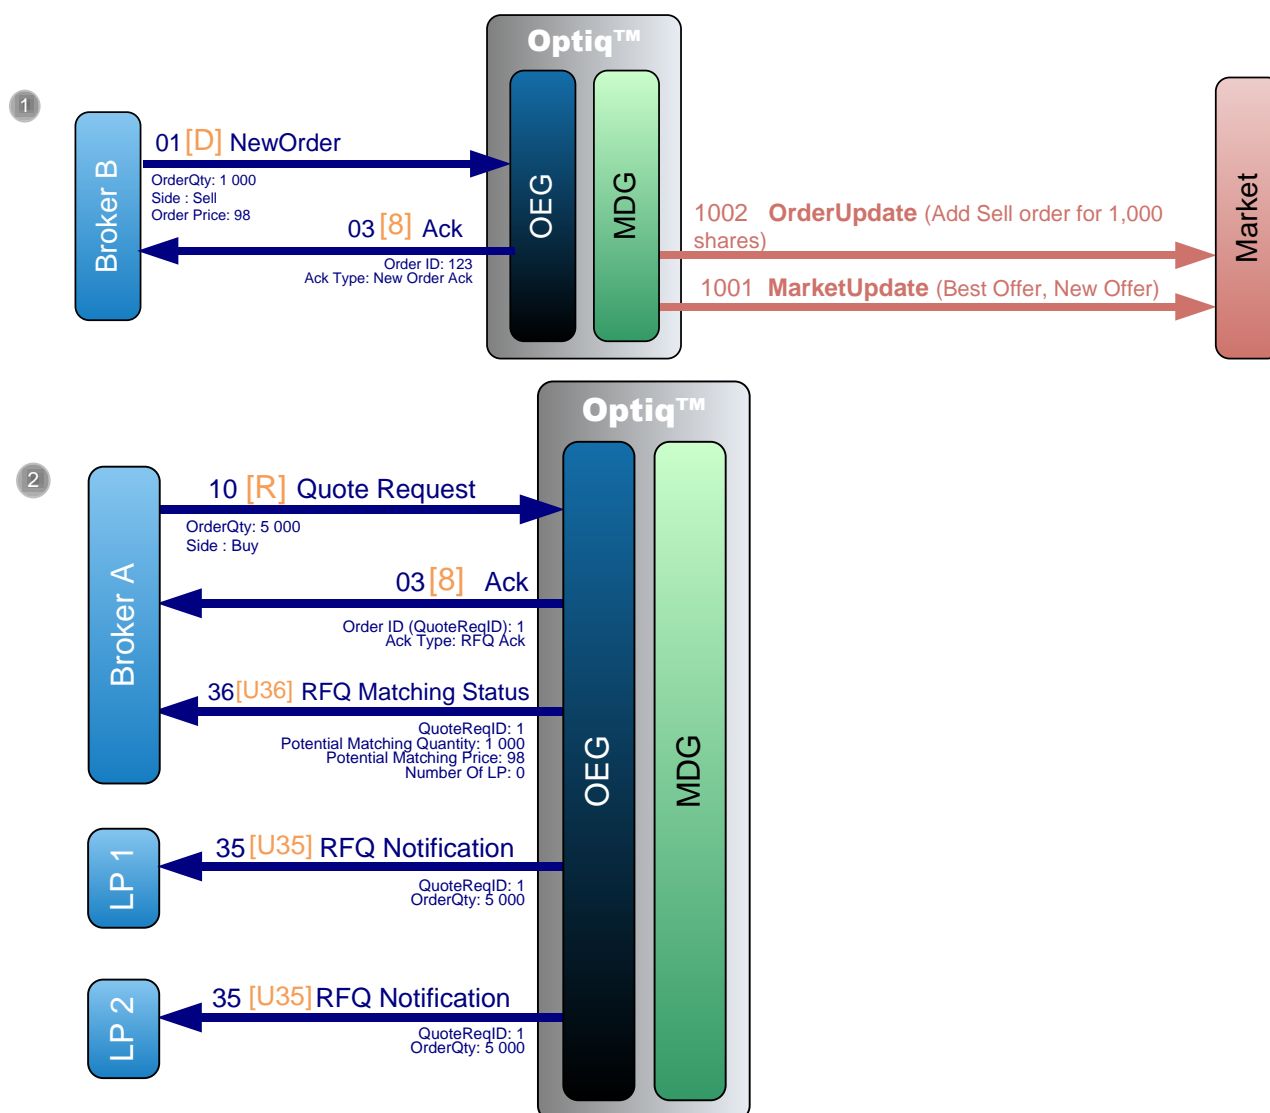 Optiq™
1
Broker B
01 [D] NewOrder
OrderQty: 1 000
Side : Sell
Order Price: 98
03 [8] Ack
Order ID: 123
Ack Type: New Order Ack
OEG
MDG
1002 OrderUpdate (Add Sell order for 1,000
shares)
1001 MarketUpdate (Best Offer, New Offer)
Market
Optiq™
2
Broker A
10 [R] Quote Request
OrderQty: 5 000
Side : Buy
03 [8] Ack
Order ID (QuoteReqID): 1
Ack Type: RFQ Ack
36 [U36] RFQ Matching Status
QuoteReqID: 1
Potential Matching Quantity: 1 000
Potential Matching Price: 98
Number Of LP: 0
OEG
MDG
LP 1
35 [U35] RFQ Notification
QuoteReqID: 1
OrderQty: 5 000
LP 2
35 [U35] RFQ Notification
QuoteReqID: 1
OrderQty: 5 000